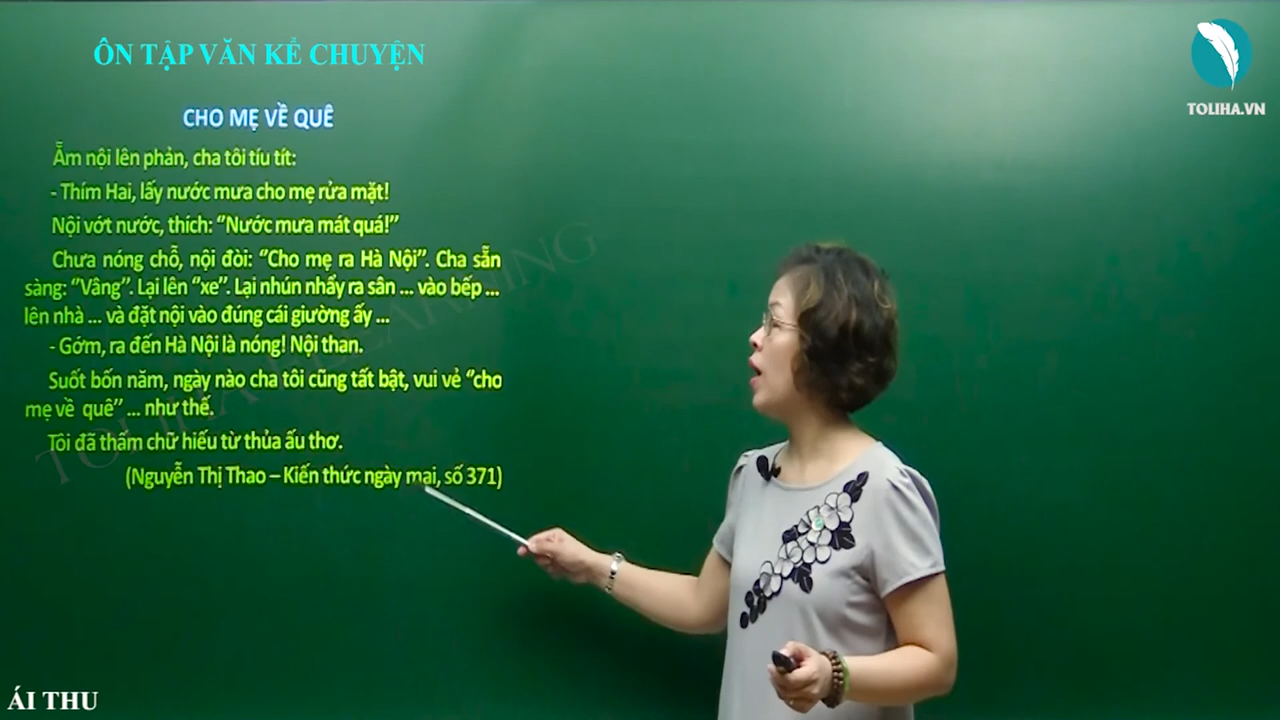 ÔN TẬP VĂN KỂ CHUYỆN
TOLIHA.VN
CHO MẸ VỀ QUÊ
Ẵm nội lên phản, cha tôi tíu tít:
- Thím Hai, lấy nước mưa cho mẹ rửa mặt!
Nội vớt nước, thích: “Nước mưa mát quá!”
Chưa nóng chỗ, nội đòi: “Cho mẹ ra Hà Nội”. Cha sẵn
sàng: “Vâng”. Lại lên “xe”. Lại nhún nhẩy ra sân ... vào bếp ...
lên nhà ... và đặt nội vào đúng cái giường ấy ...
- Gớm, ra đến Hà Nội là nóng! Nội than.
Suốt bốn năm, ngày nào cha tôi cũng tất bật, vui vẻ “cho
mẹ về quê” ... như thế.
Tôi đã thấm chữ hiếu từ thủa ấu thơ.
(Nguyễn Thị Thao – Kiến thức ngày mai, số 371)
ÁI THU